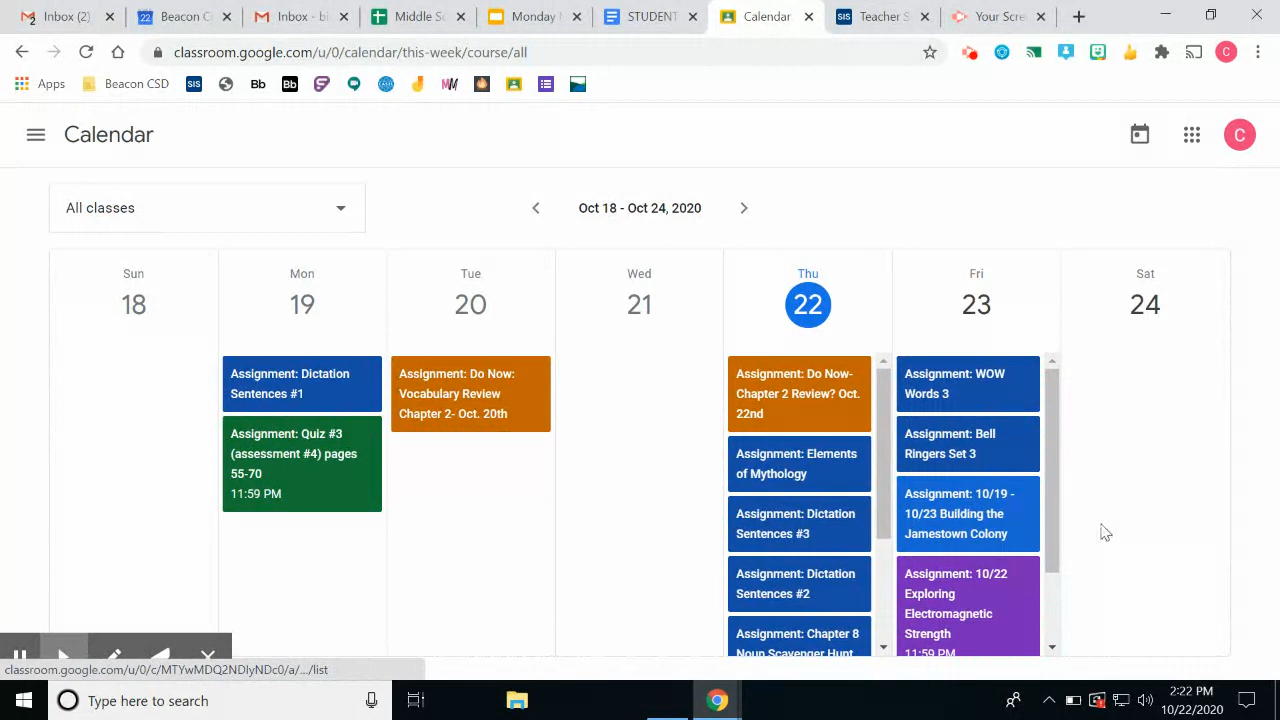 Inbox (2)
Beacon C
Inbox - bi
Middle S
Monday
STUDENT
Calendar
SIS
Teacher S
Your Scre
classroom.google.com/u/0/calendar/this-week/course/all
C
Apps
Beacon CSD
SIS
Bb
Bb
Calendar
C
All classes
Oct 18 - Oct 24, 2020
Sun
18
Mon
19
Tue
20
Wed
21
Thu
22
Fri
23
Sat
24
Assignment: Dictation
Sentences #1
Assignment: Quiz #3
(assessment #4) pages
55-70
11:59 PM
Assignment: Do Now:
Vocabulary Review
Chapter 2- Oct. 20th
Assignment: Do Now-
Chapter 2 Review? Oct.
22nd
Assignment: Elements
of Mythology
Assignment: Dictation
Sentences #3
Assignment: Dictation
Sentences #2
Assignment: Chapter 8
Noun Scavenger Hunt
Assignment: WOW
Words 3
Assignment: Bell
Ringers Set 3
Assignment: 10/19 -
10/23 Building the
Jamestown Colony
Assignment: 10/22
Exploring
Electromagnetic
Strength
11:59 PM
classroom.google.com/u/0/c/MTYwMDQ2NDIyNDc0/a/.../list
Type here to search
2:22 PM
10/22/2020